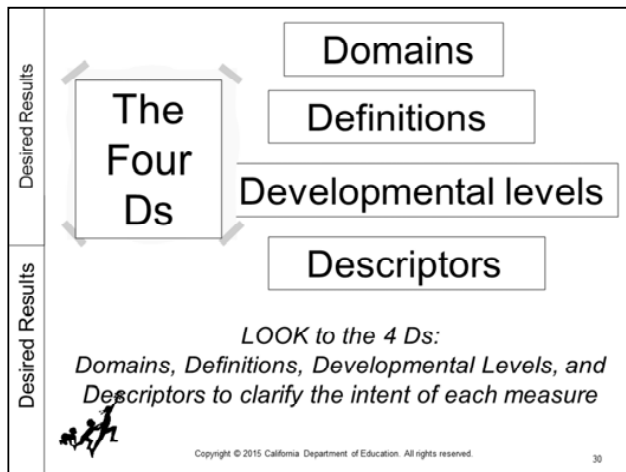 Desired Results
Desired Results
The
Four
Ds
Domains
Definitions
Developmental levels
Descriptors
LOOK to the 4 Ds:
Domains, Definitions, Developmental Levels, and
Descriptors to clarify the intent of each measure
Copyright © 2015 California Department of Education. All rights reserved.
30